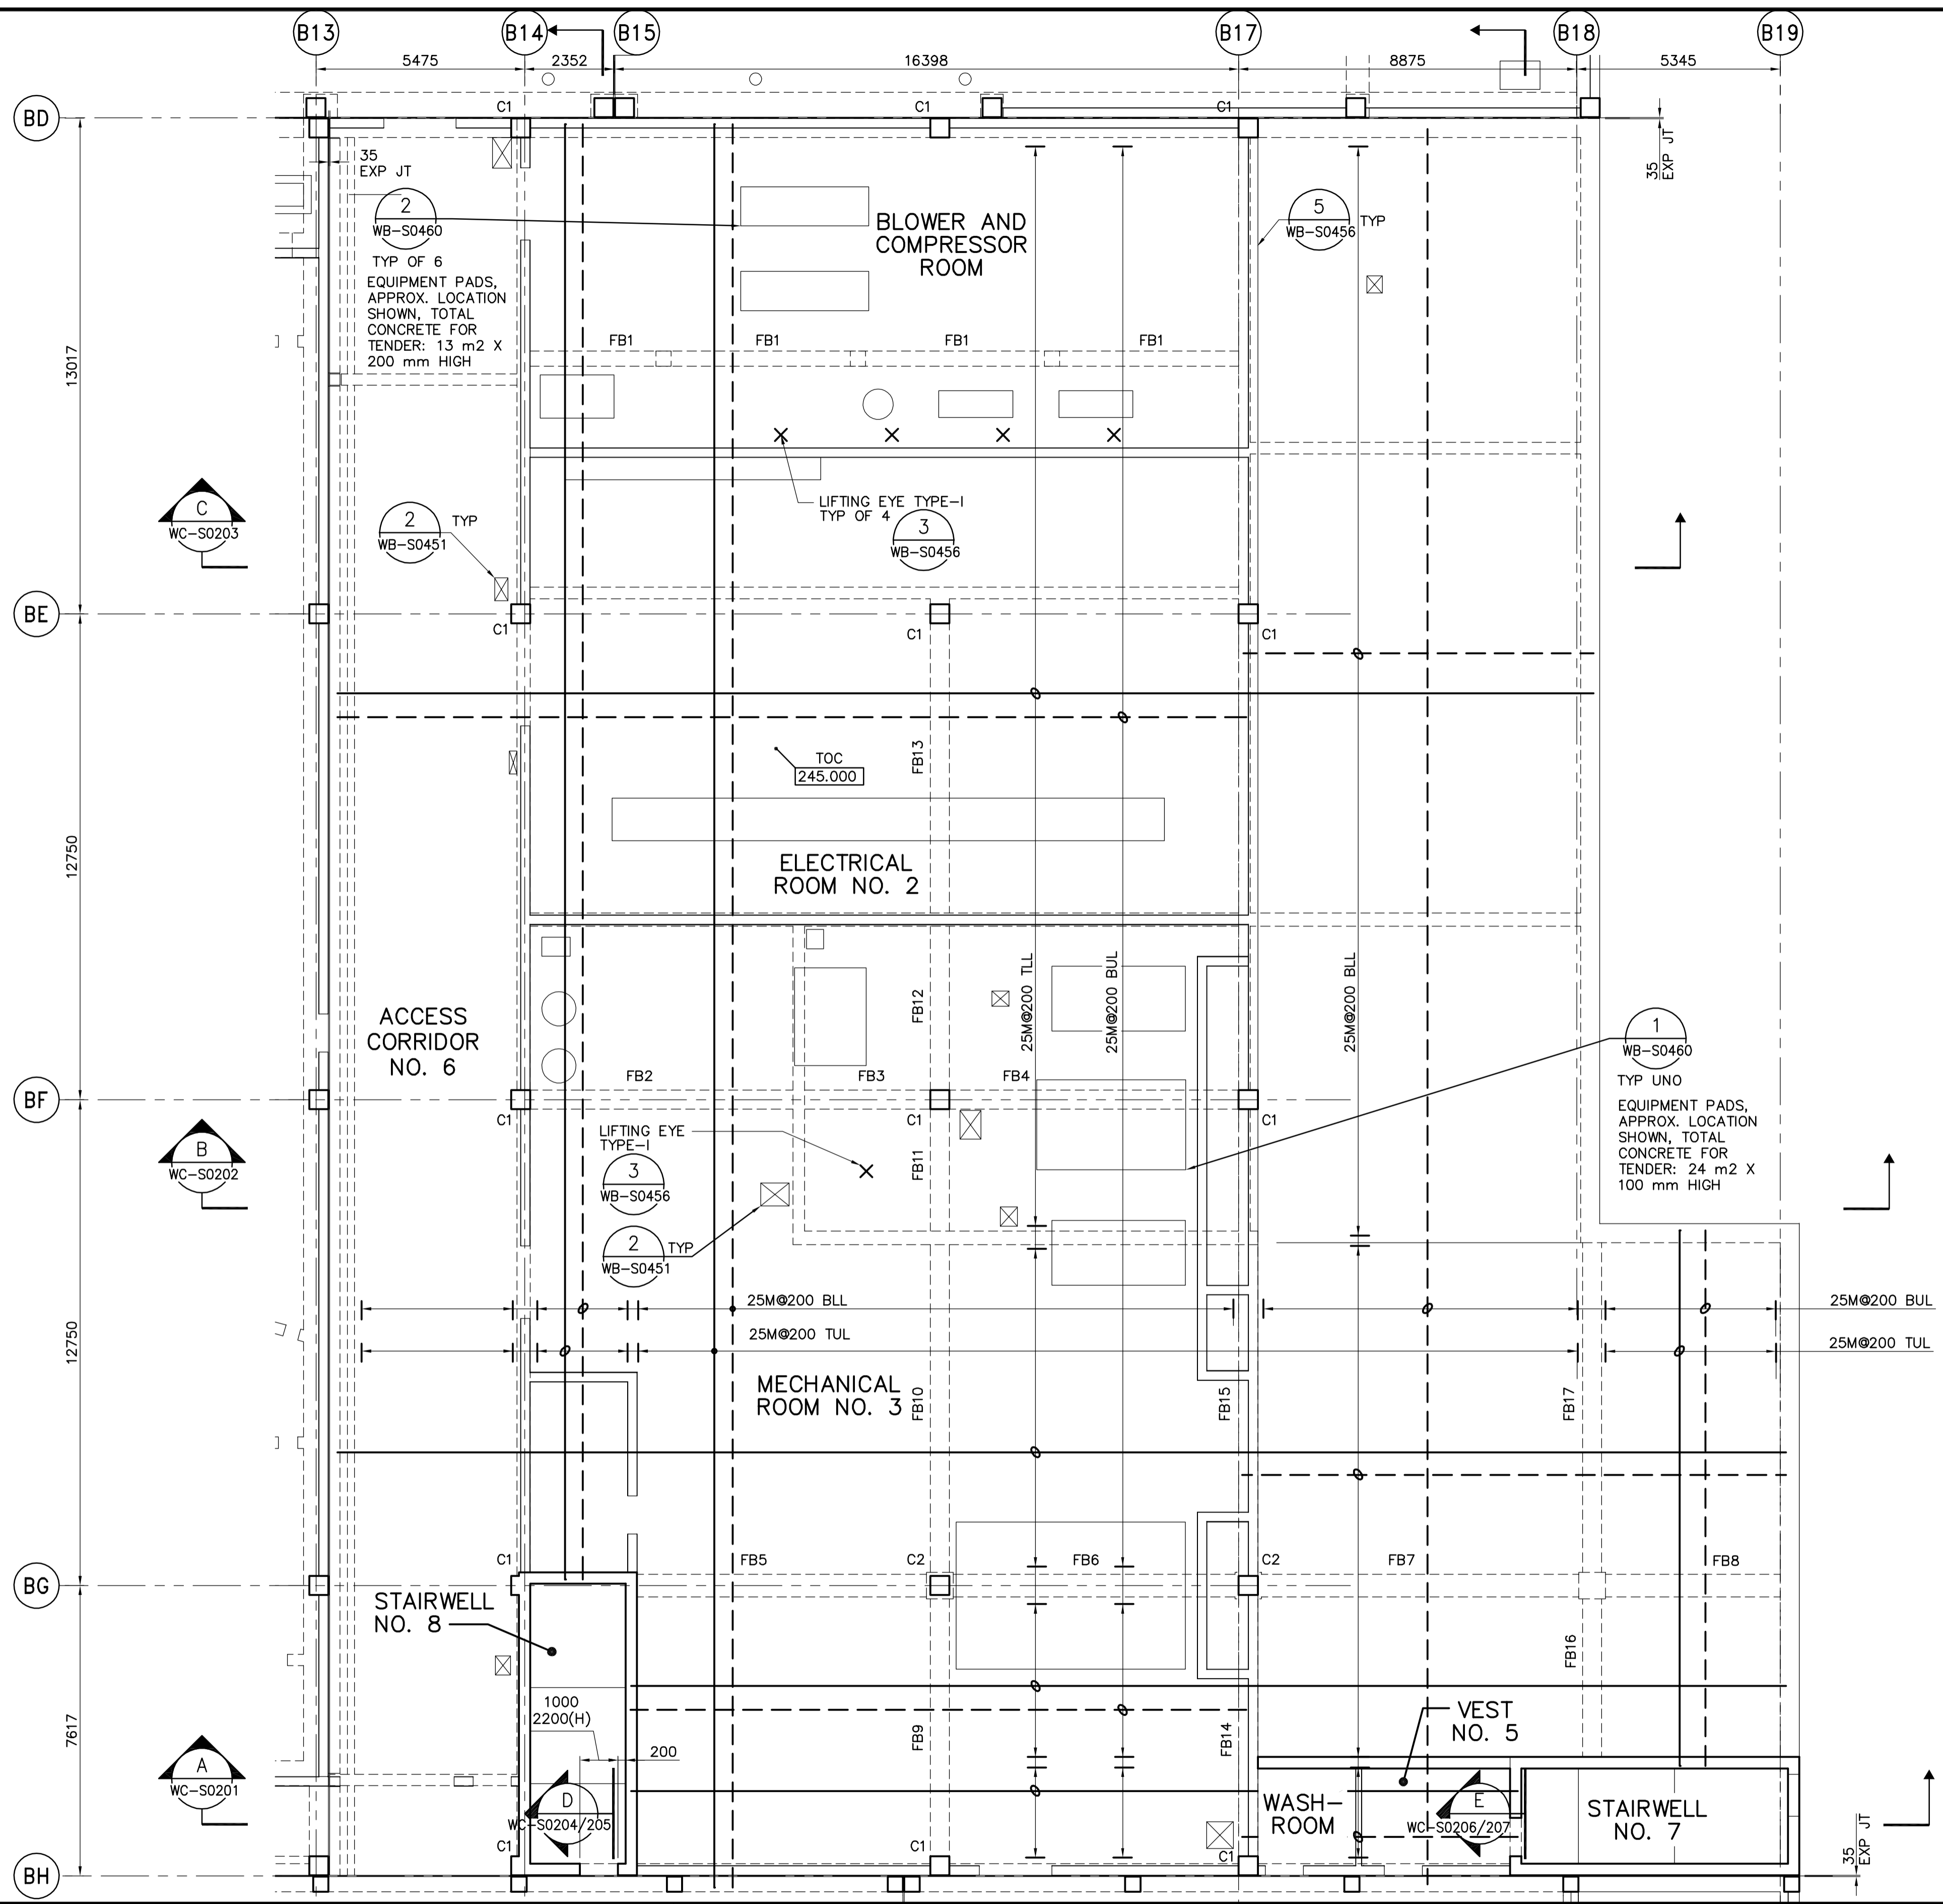 B13
B14
B15
B17
B18
B19
5475
2352
16398
8875
5345
BD
C1
C1
C1
35
EXP JT
35
EXP JT
2
WB-S0460
TYP OF 6
EQUIPMENT PADS,
APPROX. LOCATION
SHOWN, TOTAL
CONCRETE FOR
TENDER: 13 m2 X
200 mm HIGH
BLOWER AND
COMPRESSOR
ROOM
5
WB-S0456
TYP
13017
FB1
FB1
FB1
FB1
LIFTING EYE TYPE-I
TYP OF 4
3
WB-S0456
C
WC-S0203
2
WB-S0451
TYP
BE
C1
C1
C1
FB13
TOC
245.000
12750
ELECTRICAL
ROOM NO. 2
25M@200 TLL
25M@200 BUL
25M@200 BLL
FB12
ACCESS
CORRIDOR
NO. 6
1
WB-S0460
TYP UNO
EQUIPMENT PADS,
APPROX. LOCATION
SHOWN, TOTAL
CONCRETE FOR
TENDER: 24 m2 X
100 mm HIGH
FB2
FB3
FB4
BF
C1
C1
C1
LIFTING EYE
TYPE-I
3
WB-S0456
FB11
B
WC-S0202
2
WB-S0451
TYP
25M@200 BLL
25M@200 BUL
25M@200 TUL
25M@200 TUL
12750
MECHANICAL
ROOM NO. 3
FB10
FB15
FB17
C1
FB5
C2
FB6
C2
FB7
FB8
BG
STAIRWELL
NO. 8
FB16
1000
2200(H)
200
FB9
FB14
VEST
NO. 5
7617
A
WC-S0201
D
WC-S0204/205
WASH-
ROOM
E
WC-S0206/207
STAIRWELL
NO. 7
C1
C1
C1
35
EXP JT
BH